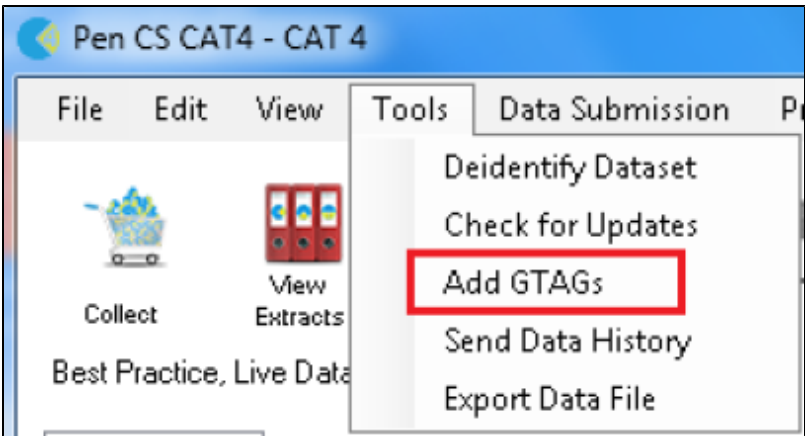 Pen CS CAT4 - CAT 4
File Edit View Tools Data Submission
Deidentify Dataset
Check for Updates
Add GTAGs
Send Data History
Export Data File
Collect
View
Extracts
Best Practice, Live Data